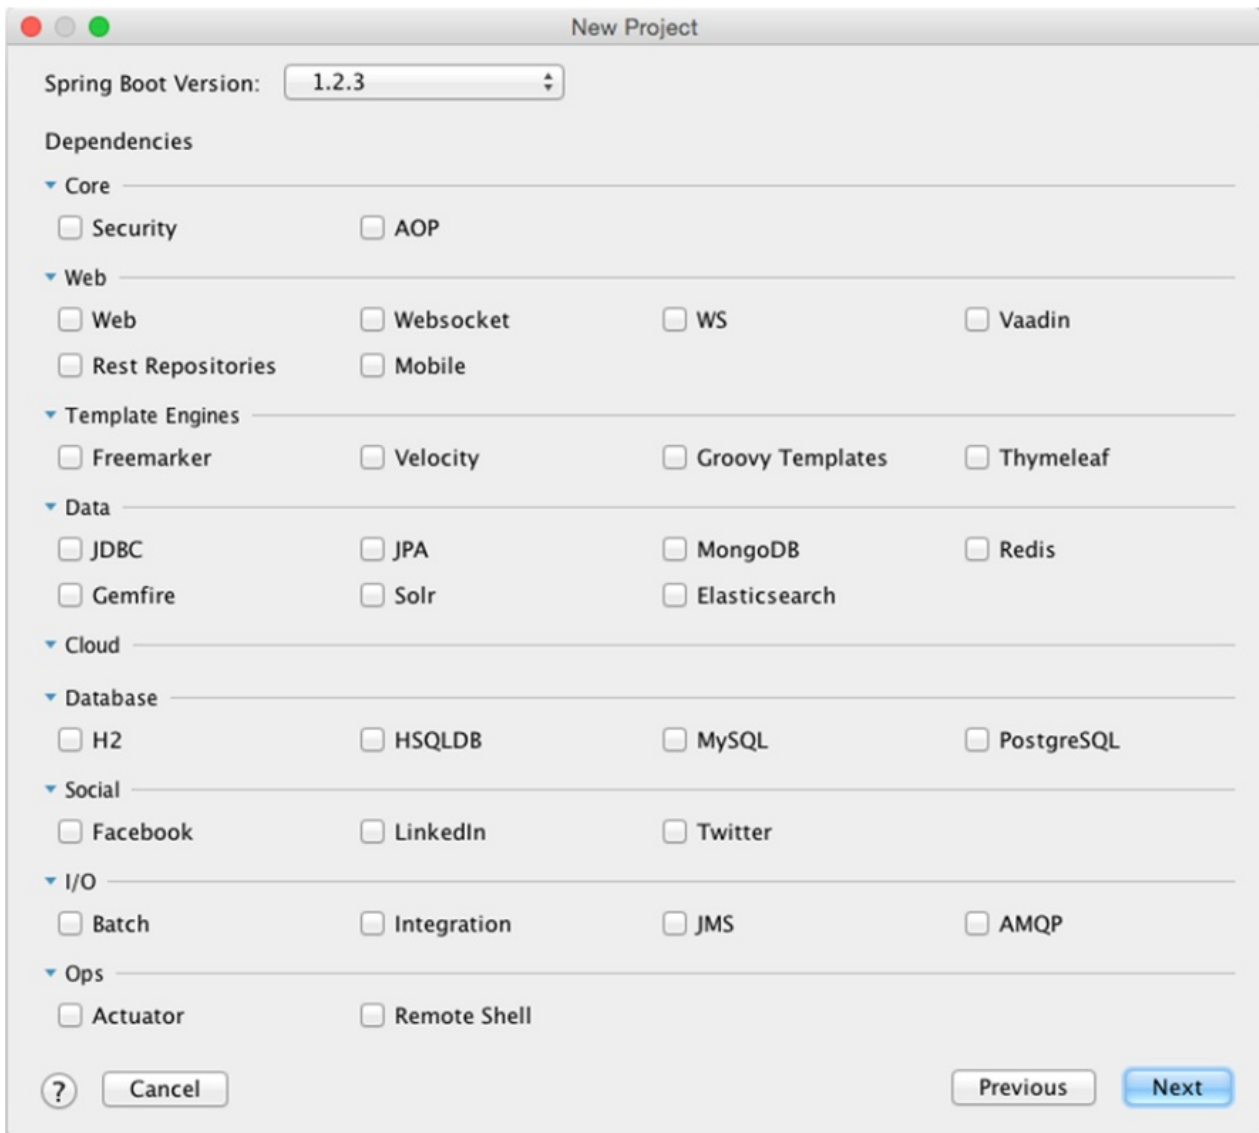 New Project
Spring Boot Version: 1.2.3
Dependencies
Core
Security AOP
Web
Web Websocket WS Vaadin
Rest Repositories Mobile
Template Engines
Freemarker Velocity Groovy Templates Thymeleaf
Data
JDBC JPA MongoDB Redis
Gemfire Solr Elasticsearch
Cloud
Database
H2 HSQLDB MySQL PostgreSQL
Social
Facebook LinkedIn Twitter
I/O
Batch Integration JMS AMQP
Ops
Actuator Remote Shell
? Cancel Previous Next